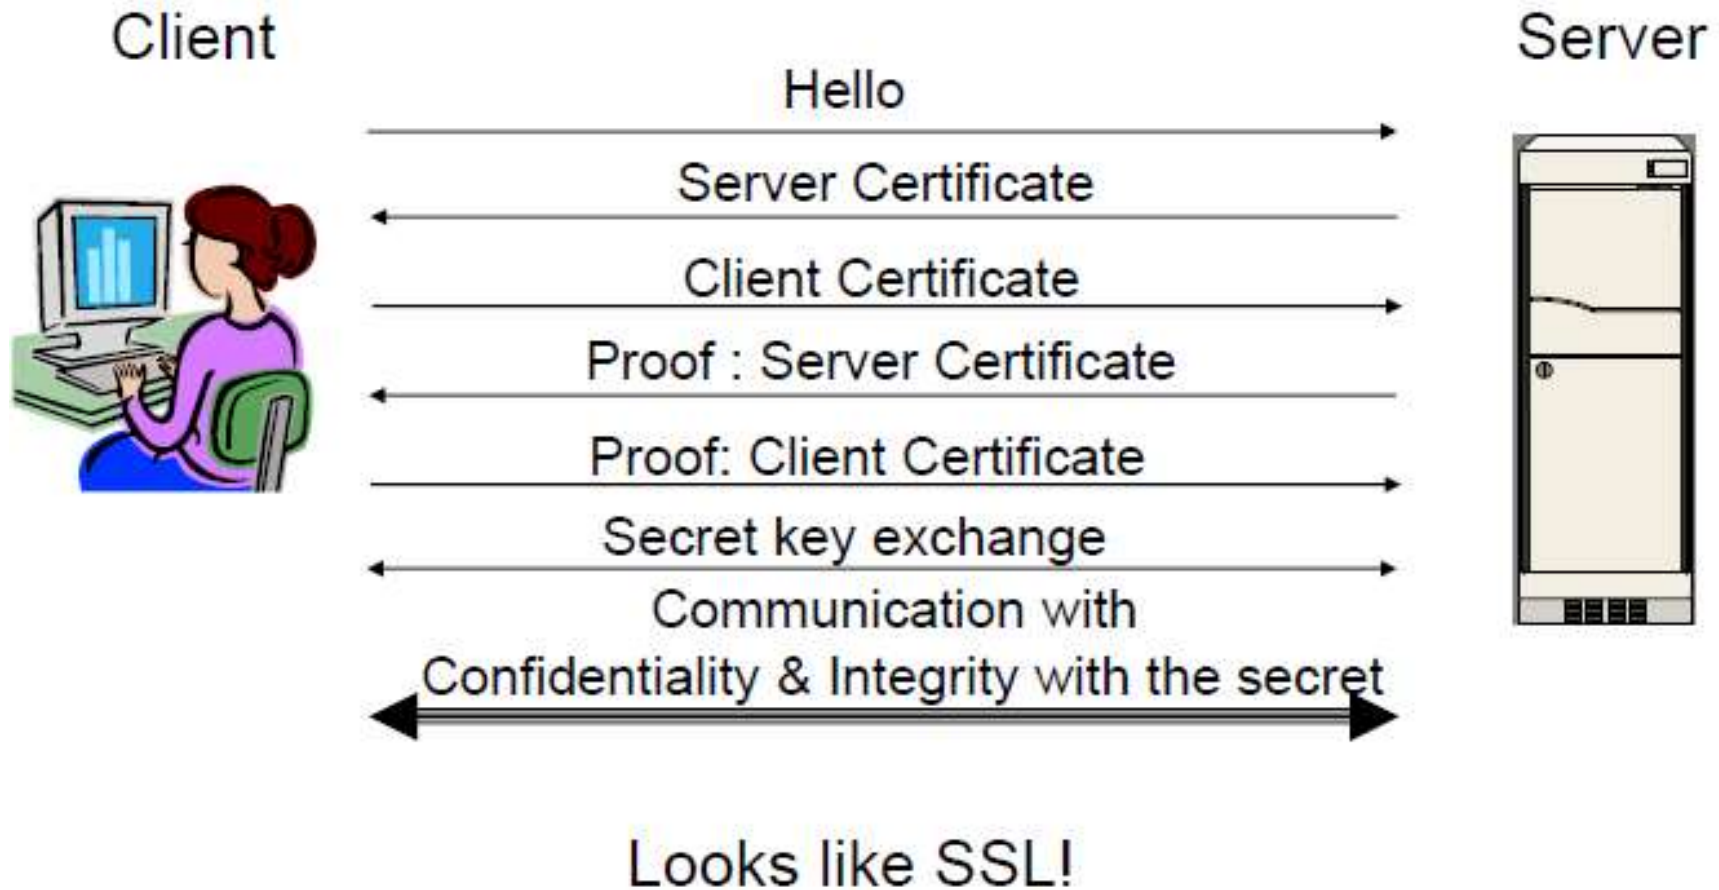 Client
Server
Hello
Server Certificate
Client Certificate
Proof : Server Certificate
Proof: Client Certificate
Secret key exchange
Communication with
Confidentiality & Integrity with the secret
Looks like SSL!